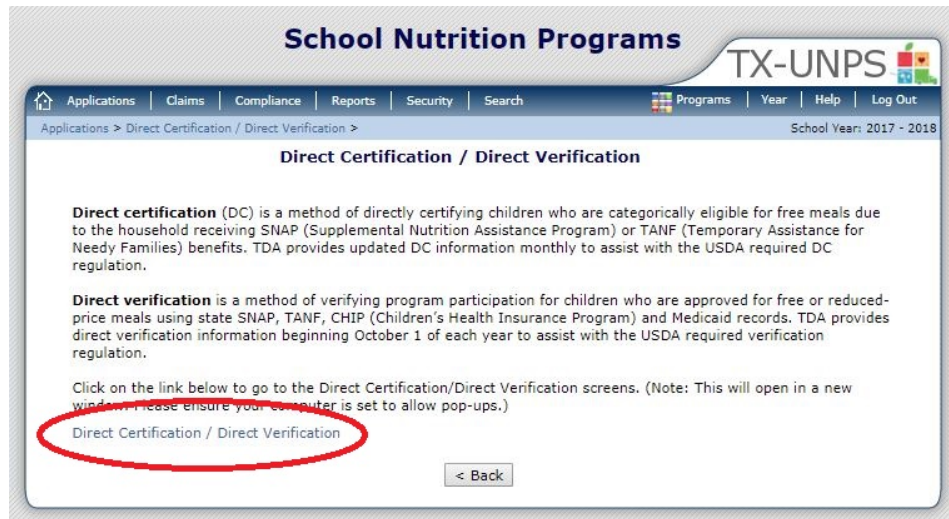 School Nutrition Programs
TX-UNPS
Applications | Claims | Compliance | Reports | Security | Search Programs | Year | Help | Log Out
Applications > Direct Certification / Direct Verification > School Year: 2017 - 2018
Direct Certification / Direct Verification
Direct certification (DC) is a method of directly certifying children who are categorically eligible for free meals due
to the household receiving SNAP (Supplemental Nutrition Assistance Program) or TANF (Temporary Assistance for
Needy Families) benefits. TDA provides updated DC information monthly to assist with the USDA required DC
regulation.
Direct verification is a method of verifying program participation for children who are approved for free or reduced-
price meals using state SNAP, TANF, CHIP (Children's Health Insurance Program) and Medicaid records. TDA provides
direct verification information beginning October 1 of each year to assist with the USDA required verification
regulation.
Click on the link below to go to the Direct Certification/Direct Verification screens. (Note: This will open in a new
window. Please ensure your computer is set to allow pop-ups.)
Direct Certification / Direct Verification
< Back